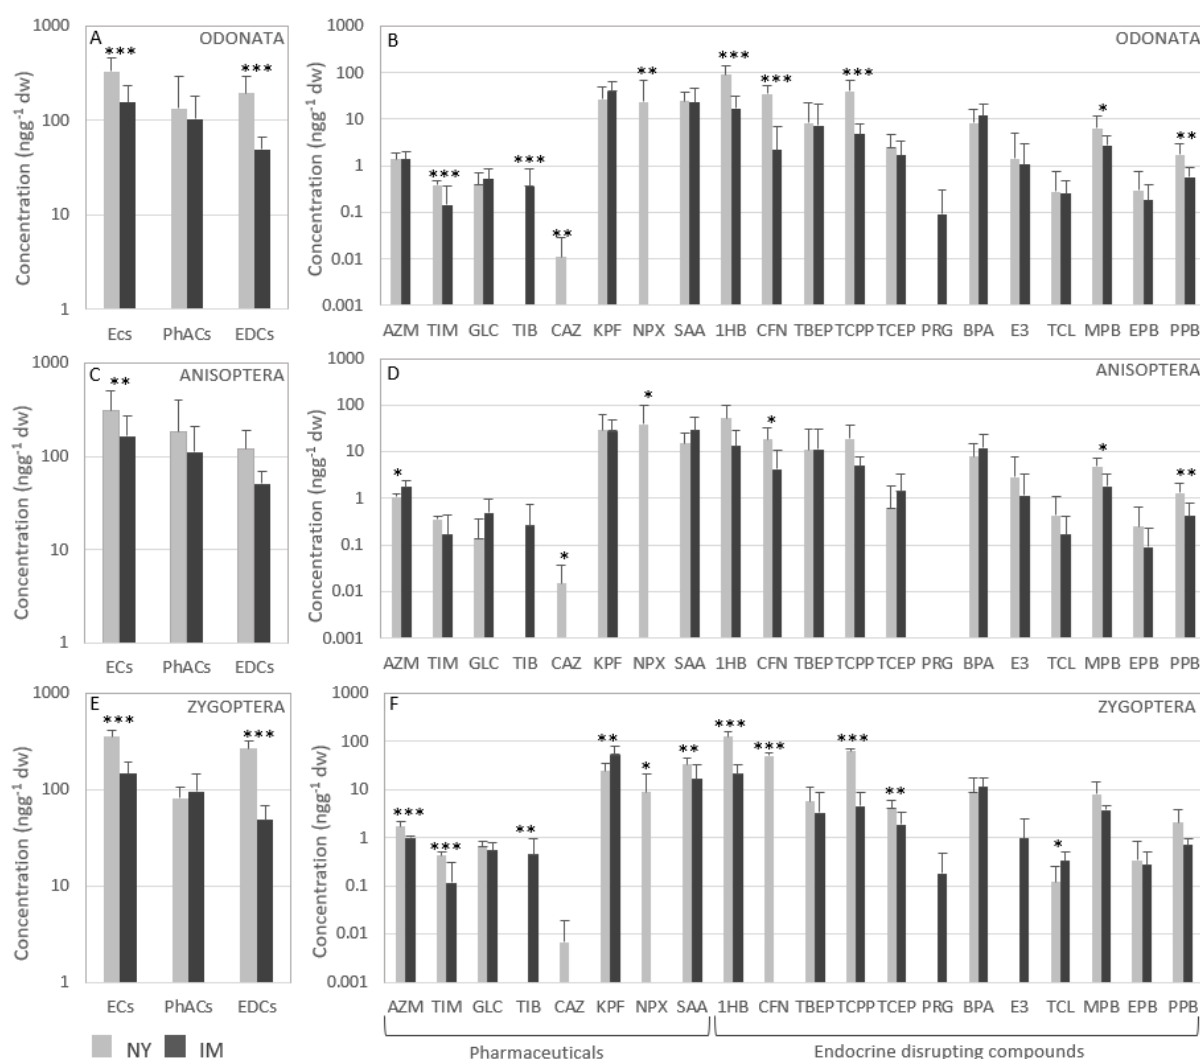 A
ODONATA
***
***
Concentration (ngg⁻¹ dw)
1000
100
10
1
Ecs PhACs EDCs
B
ODONATA
*** ** *** *** *** *** ** * **
Concentration (ngg⁻¹ dw)
1000
100
10
1
0.1
0.01
0.001
AZM TIM GLC TIB CAZ KPF NPX SAA 1HB CFN TBEP TCPP TCEP PRG BPA E3 TCL MPB EPB PPB
C
ANISOPTERA
**
Concentration (ngg⁻¹ dw)
1000
100
10
1
ECs PhACs EDCs
D
ANISOPTERA
* * * * * **
Concentration (ngg⁻¹ dw)
1000
100
10
1
0.1
0.01
0.001
AZM TIM GLC TIB CAZ KPF NPX SAA 1HB CFN TBEP TCPP TCEP PRG BPA E3 TCL MPB EPB PPB
E
ZYGOPTERA
***
***
Concentration (ngg⁻¹ dw)
1000
100
10
1
ECs PhACs EDCs
F
ZYGOPTERA
*** *** ** ** * ** *** *** *** ** *
Concentration (ngg⁻¹ dw)
1000
100
10
1
0.1
0.01
0.001
AZM TIM GLC TIB CAZ KPF NPX SAA 1HB CFN TBEP TCPP TCEP PRG BPA E3 TCL MPB EPB PPB
NY IM
Pharmaceuticals
Endocrine disrupting compounds